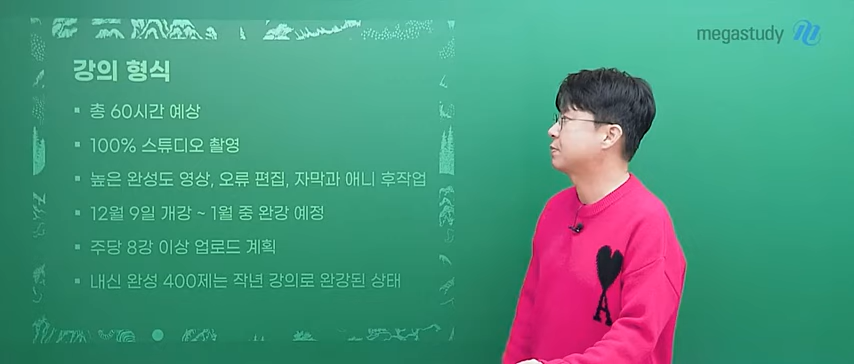 megastudy
강의 형식
▪ 총 60시간 예상
▪ 100% 스튜디오 촬영
▪ 높은 완성도 영상, 오류 편집, 자막과 애니 후작업
▪ 12월 9일 개강 ~ 1월 중 완강 예정
▪ 주당 8강 이상 업로드 계획
▪ 내신 완성 400제는 작년 강의로 완강된 상태
A